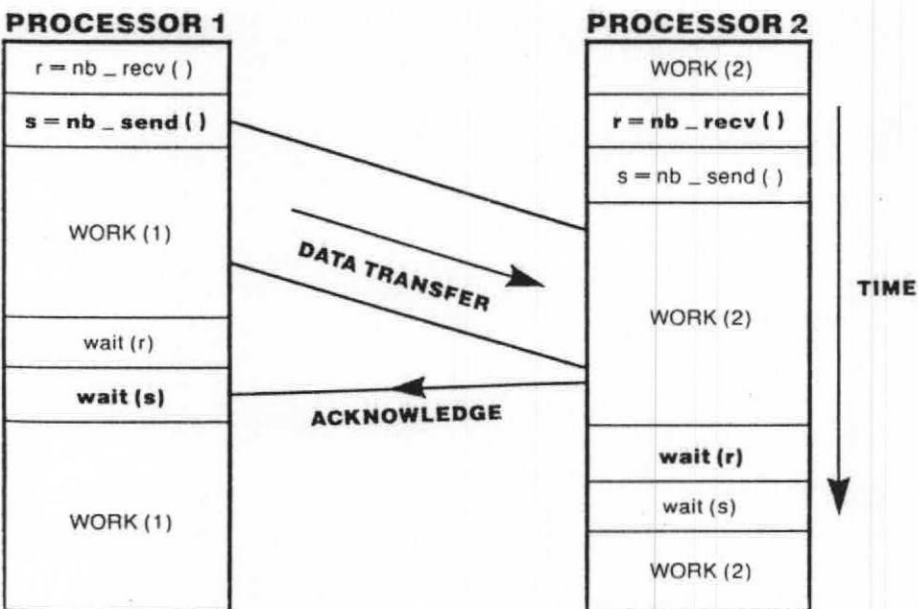 PROCESSOR 1
r = nb _ recv ( )
s = nb _ send ( )
WORK (1)
wait (r)
wait (s)
WORK (1)
DATA TRANSFER
ACKNOWLEDGE
PROCESSOR 2
WORK (2)
r = nb _ recv ( )
s = nb _ send ( )
WORK (2)
wait (r)
wait (s)
WORK (2)
TIME